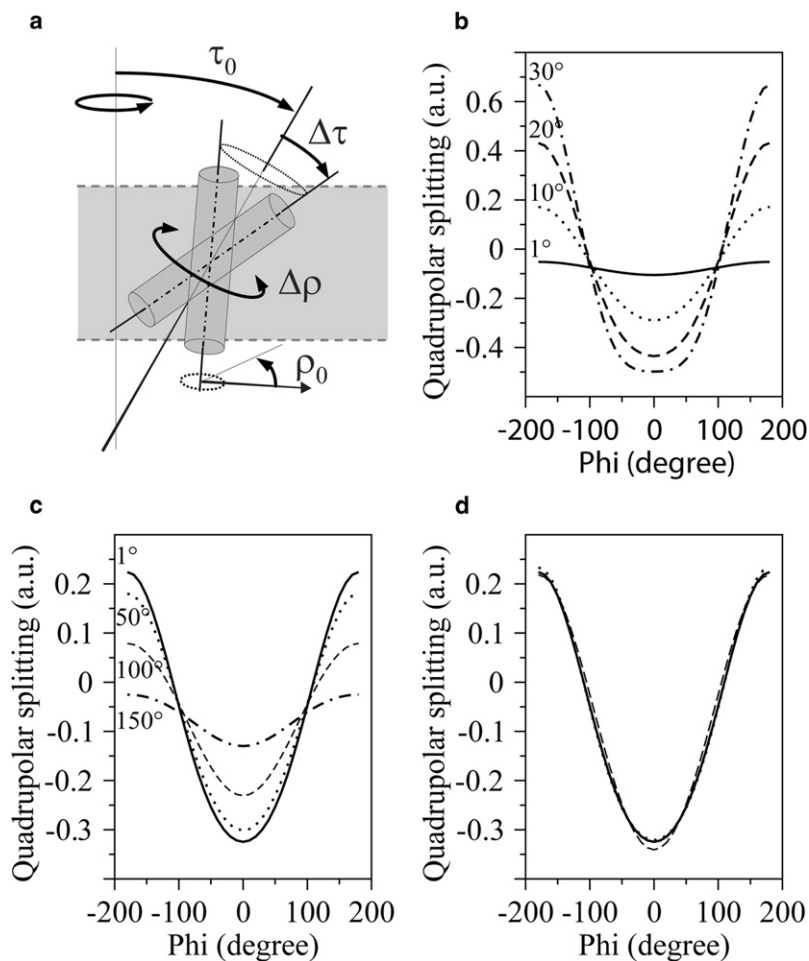 a
τ0
Δτ
Δρ
ρ0
b
Quadrupolar splitting (a.u.)
0.6
0.4
0.2
0
-0.2
-0.4
30°
20°
10°
1°
-200 -100 0 100 200
Phi (degree)
c
Quadrupolar splitting (a.u.)
0.2
0.1
0
-0.1
-0.2
-0.3
1°
50°
100°
150°
-200 -100 0 100 200
Phi (degree)
d
Quadrupolar splitting (a.u.)
0.2
0.1
0
-0.1
-0.2
-0.3
-200 -100 0 100 200
Phi (degree)